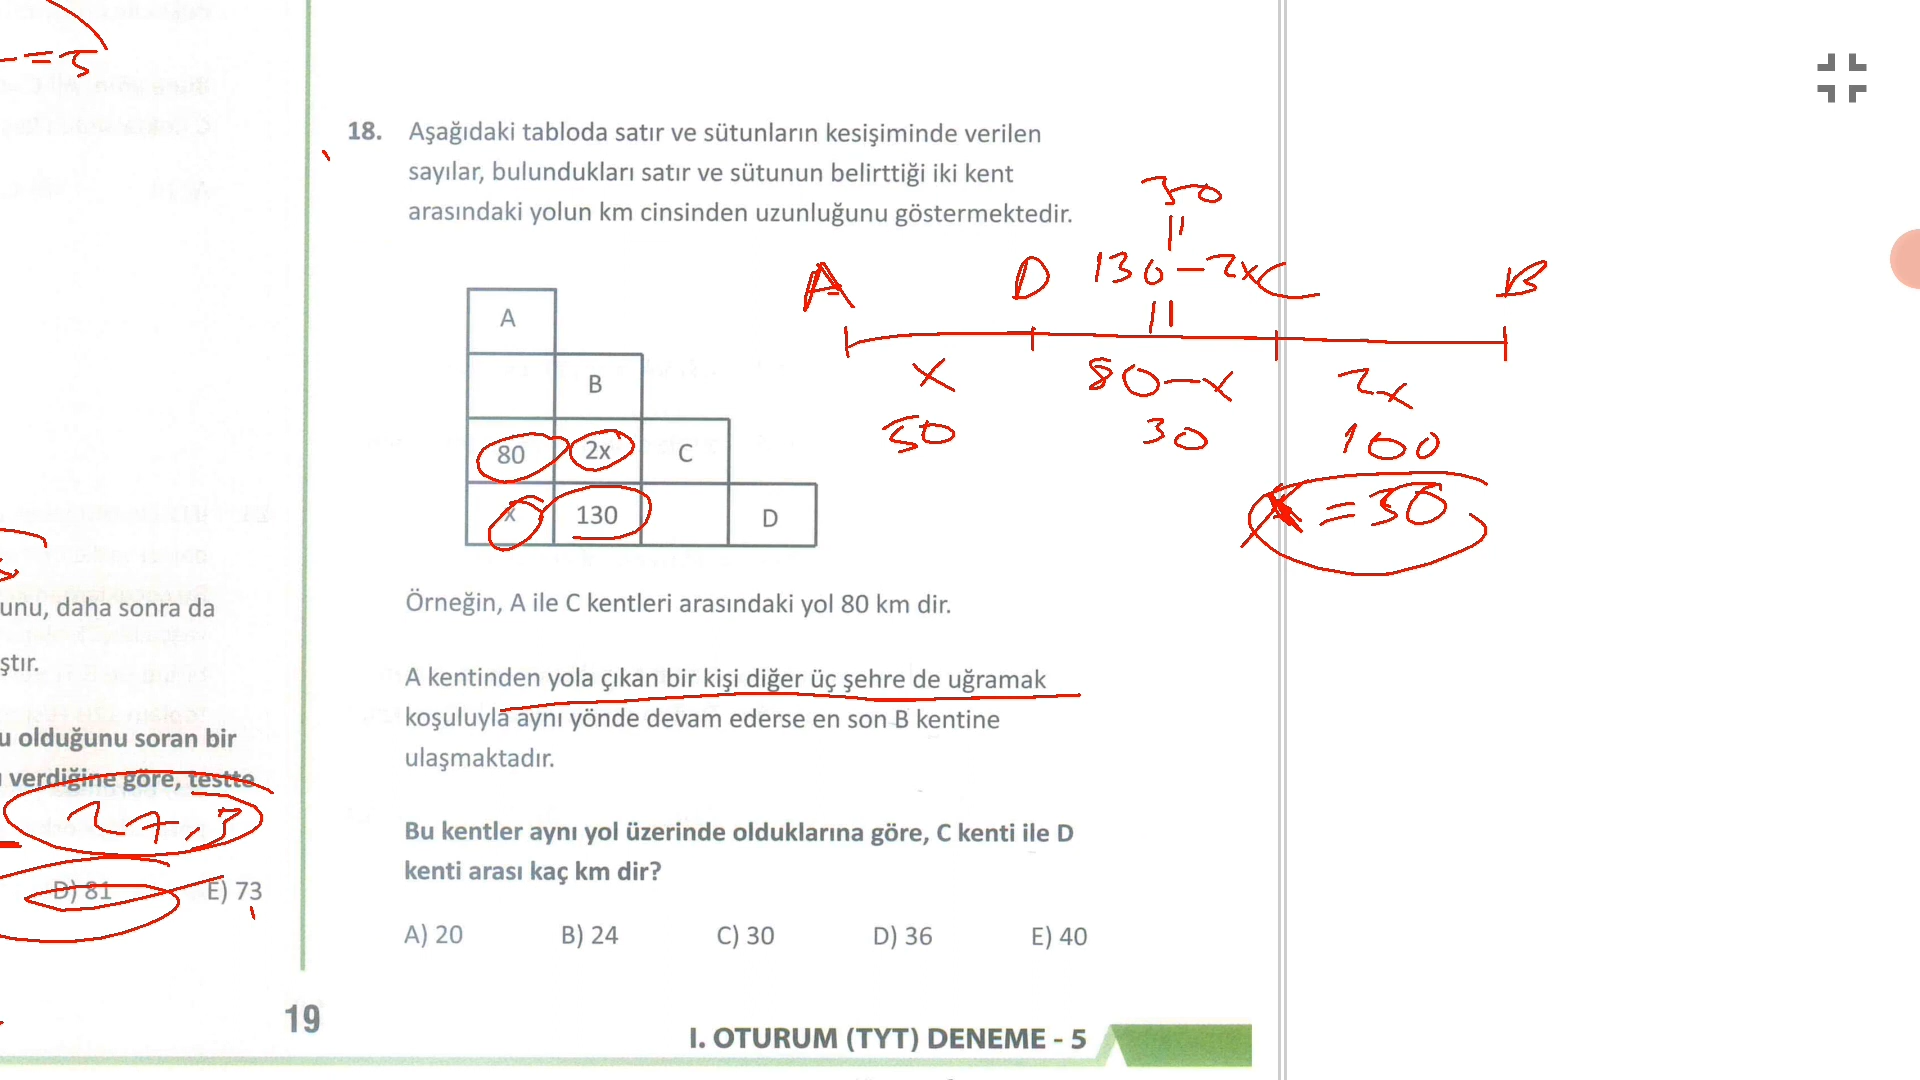 = 5
18. Aşağıdaki tabloda satır ve sütunların kesişiminde verilen
sayılar, bulundukları satır ve sütunun belirttiği iki kent
arasındaki yolun km cinsinden uzunluğunu göstermektedir.
30
||
A D 130-2x C B
||
x 80-x 2x
50 30 100
x = 50
A
B
80 2x C
x 130 D
Örneğin, A ile C kentleri arasındaki yol 80 km dir.
A kentinden yola çıkan bir kişi diğer üç şehre de uğramak
koşuluyla aynı yönde devam ederse en son B kentine
ulaşmaktadır.
Bu kentler aynı yol üzerinde olduklarına göre, C kenti ile D
kenti arası kaç km dir?
A) 20 B) 24 C) 30 D) 36 E) 40
unu, daha sonra da
ştır.
u olduğunu soran bir
verdiğine göre, testte
D) 81 E) 73
19
I. OTURUM (TYT) DENEME - 5